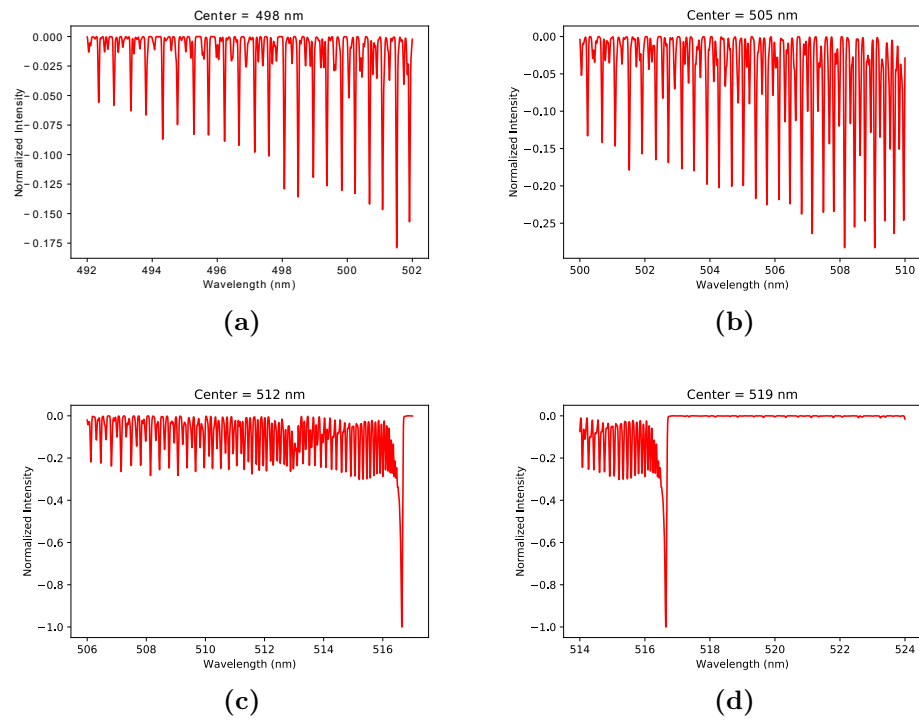 Center = 498 nm
0.000
−0.025
−0.050
−0.075
−0.100
−0.125
−0.150
−0.175
Normalized Intensity
492 494 496 498 500 502
Wavelength (nm)
(a)
Center = 505 nm
0.00
−0.05
−0.10
−0.15
−0.20
−0.25
Normalized Intensity
500 502 504 506 508 510
Wavelength (nm)
(b)
Center = 512 nm
0.0
−0.2
−0.4
−0.6
−0.8
−1.0
Normalized Intensity
506 508 510 512 514 516
Wavelength (nm)
(c)
Center = 519 nm
0.0
−0.2
−0.4
−0.6
−0.8
−1.0
Normalized Intensity
514 516 518 520 522 524
Wavelength (nm)
(d)